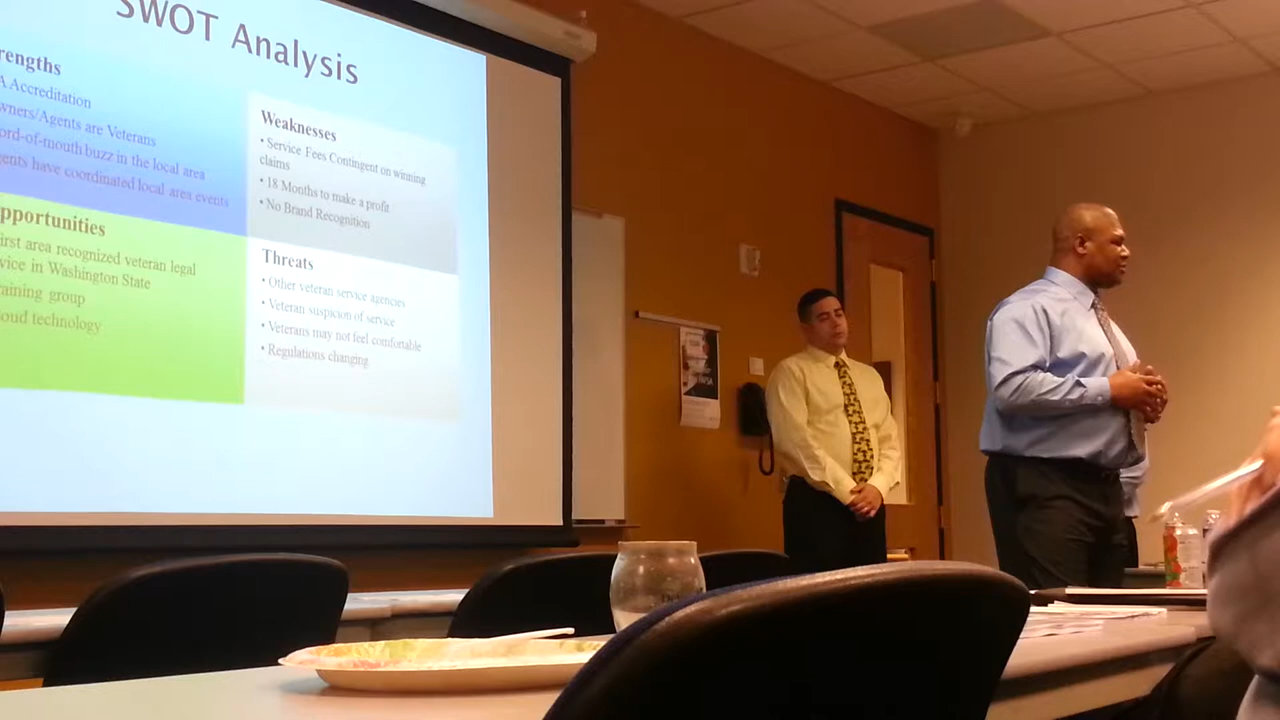 SWOT Analysis
rengths
A Accreditation
wners/Agents are Veterans
ord-of-mouth buzz in the local area
gents have coordinated local area events
Weaknesses
• Service Fees Contingent on winning
claims
• 18 Months to make a profit
• No Brand Recognition
pportunities
irst area recognized veteran legal
vice in Washington State
raining group
loud technology
Threats
• Other veteran service agencies
• Veteran suspicion of service
• Veterans may not feel comfortable
• Regulations changing